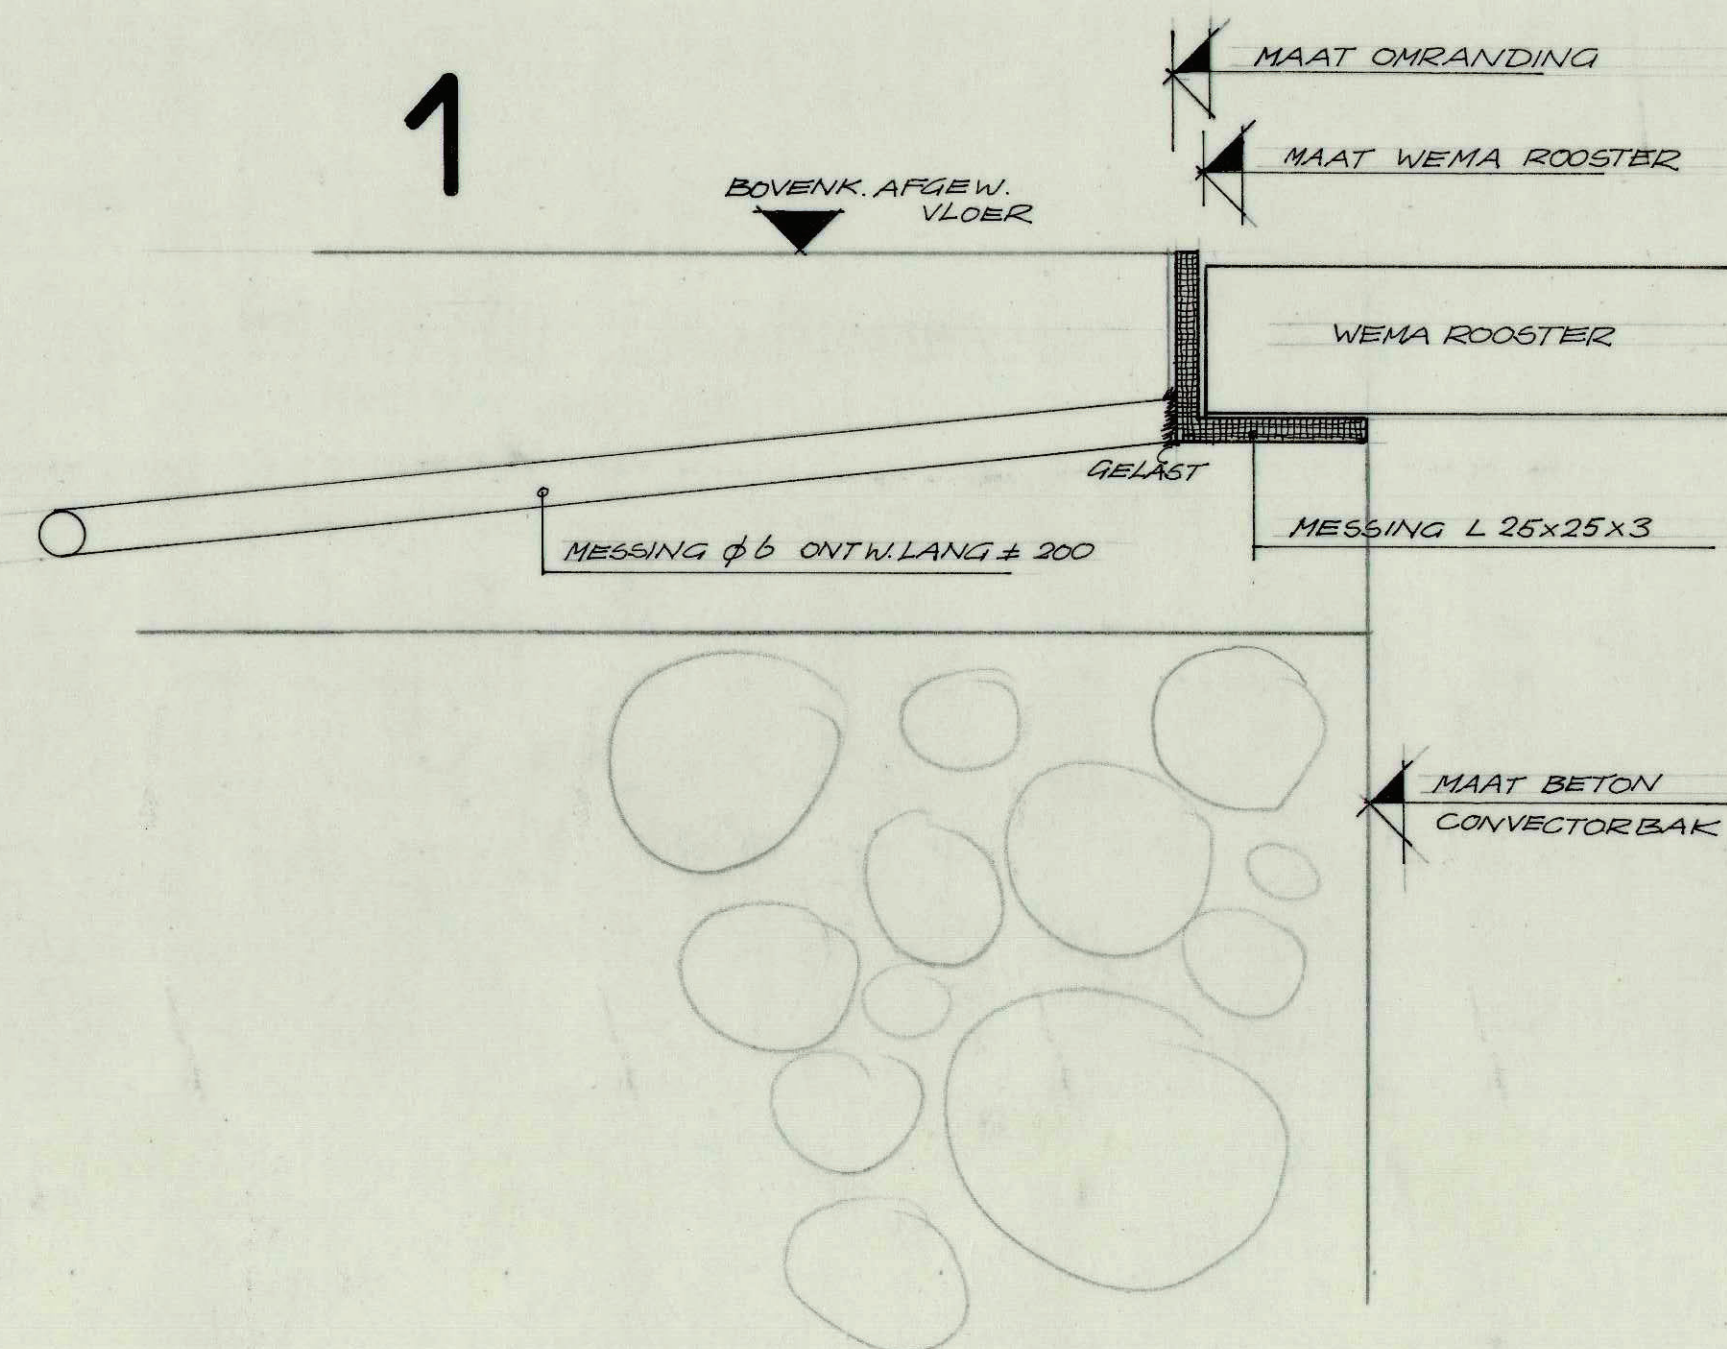 1
MAAT OMRANDING
MAAT WEMA ROOSTER
BOVENK. AFGEW.
VLOER
WEMA ROOSTER
GELAST
MESSING L 25x25x3
MESSING ϕ6 ONTW. LANG ± 200
MAAT BETON
CONVECTORBAK